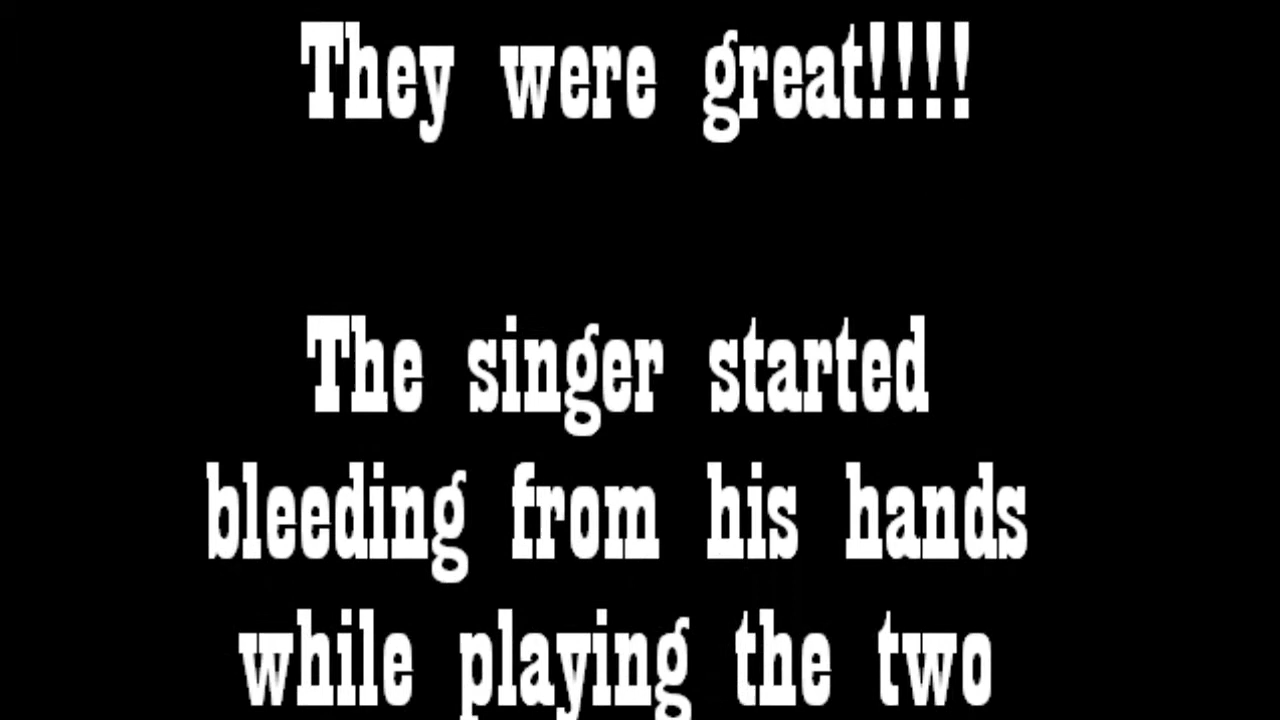 They were great!!!!
The singer started
bleeding from his hands
while playing the two